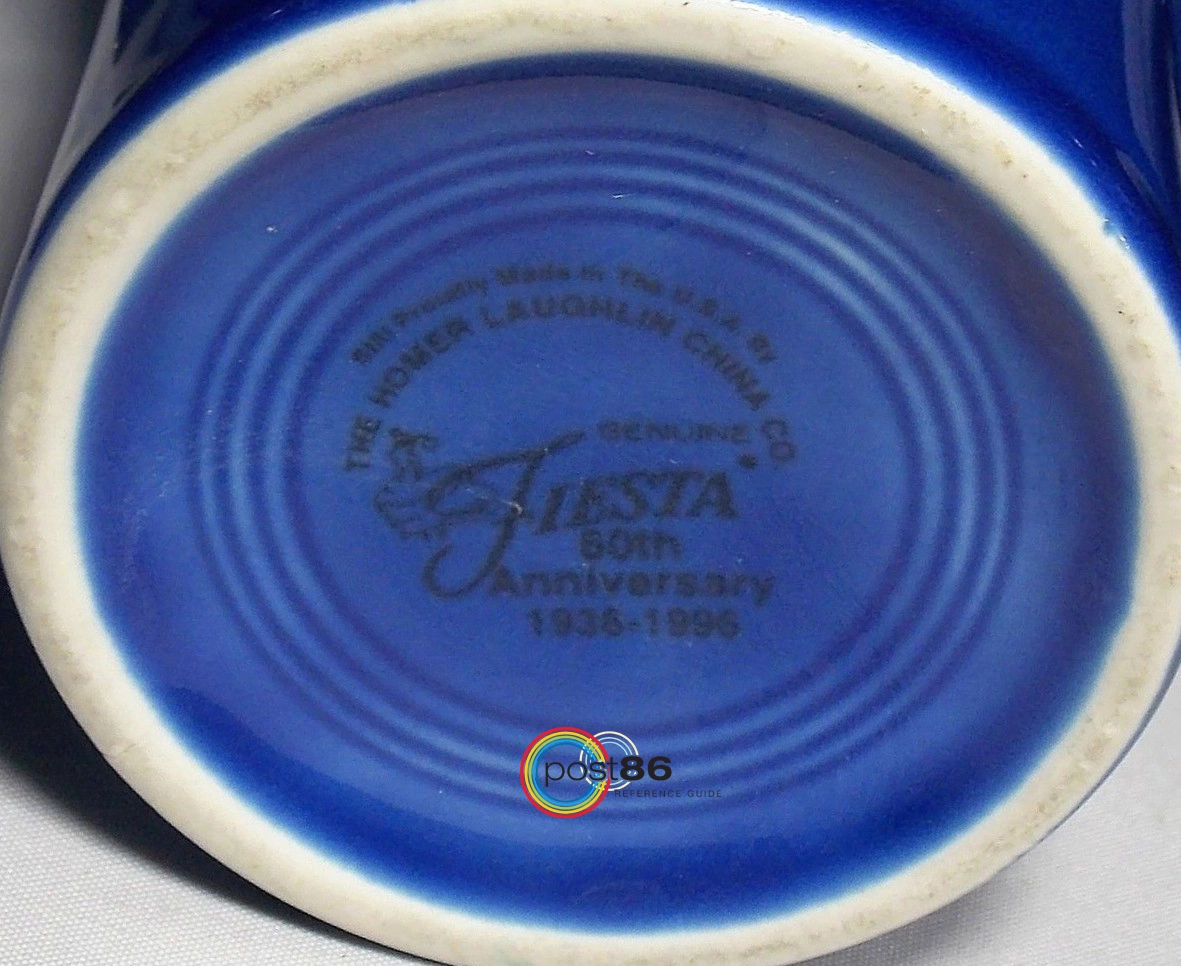 Still Proudly Made in The U.S.A. By
THE HOMER LAUGHLIN CHINA CO.
GENUINE
FIESTA
60th
Anniversary
1936-1996
post86
REFERENCE GUIDE